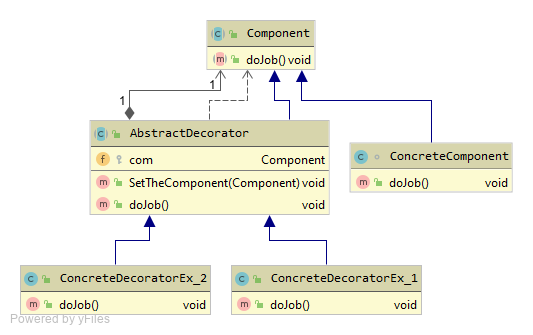 Component
doJob() void
1
1
AbstractDecorator
com Component
SetTheComponent(Component) void
doJob() void
ConcreteComponent
doJob() void
ConcreteDecoratorEx_2
doJob() void
ConcreteDecoratorEx_1
doJob() void
Powered by yFiles